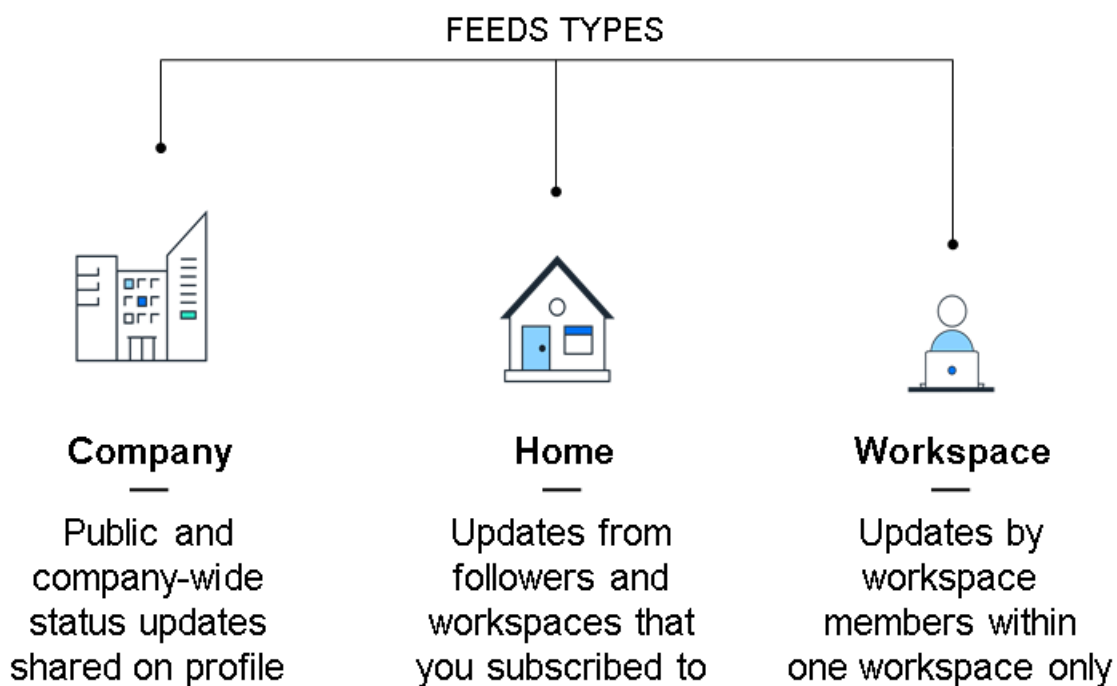 FEEDS TYPES
Company
Public and
company-wide
status updates
shared on profile
Home
Updates from
followers and
workspaces that
you subscribed to
Workspace
Updates by
workspace
members within
one workspace only